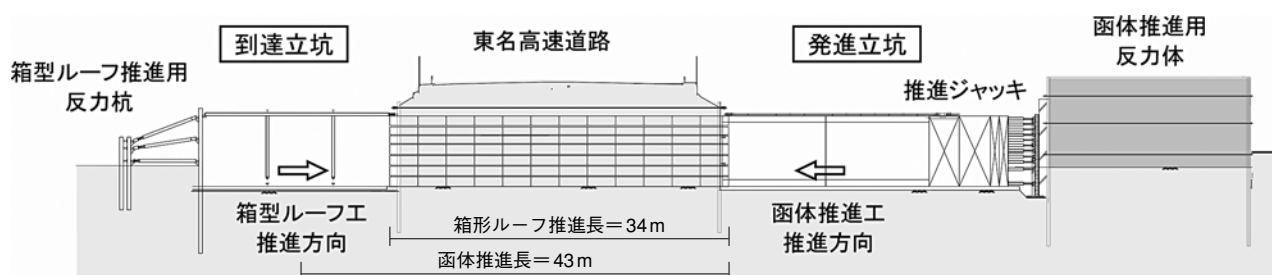 到達立坑
東名高速道路
発進立坑
函体推進用
反力体
箱型ルーフ推進用
反力杭
推進ジャッキ
箱型ルーフ工
推進方向
函体推進工
推進方向
箱形ルーフ推進長＝34m
函体推進長＝43m